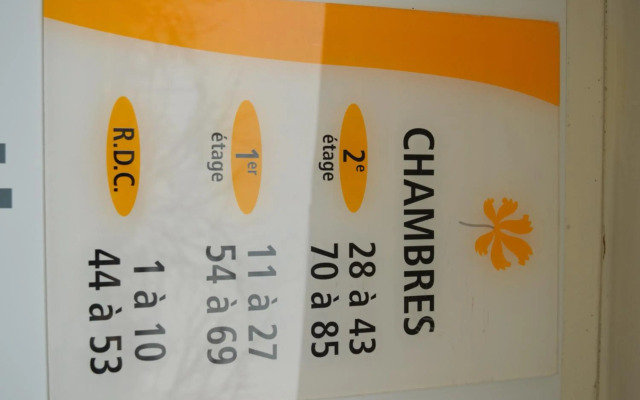 CHAMBRES
2e étage
28 à 43
70 à 85
1er étage
11 à 27
54 à 69
R.D.C.
1 à 10
44 à 53